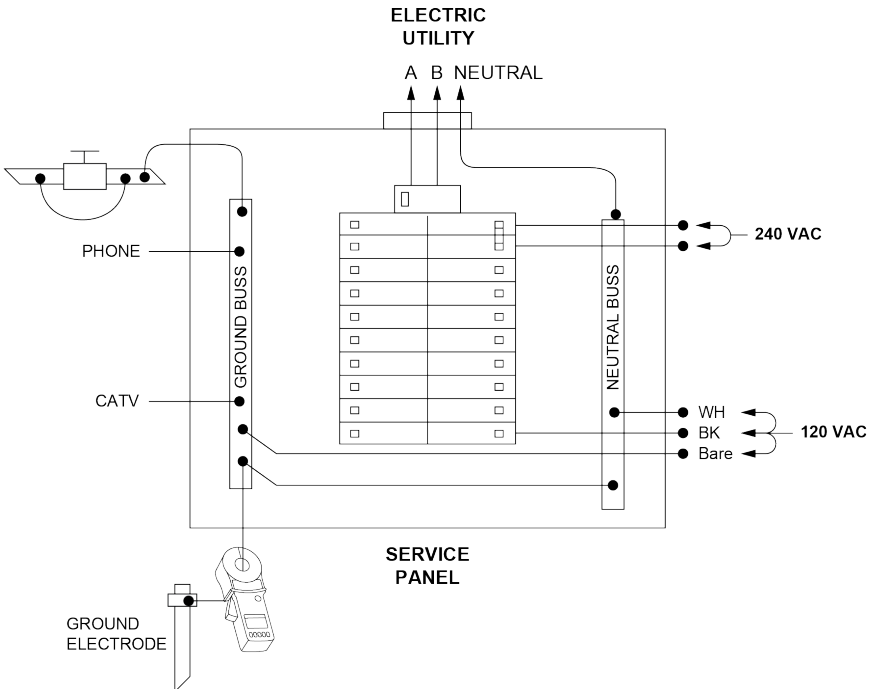 ELECTRIC
UTILITY
A B NEUTRAL
240 VAC
PHONE
GROUND BUSS
NEUTRAL BUSS
CATV
WH
BK
120 VAC
Bare
SERVICE
PANEL
GROUND
ELECTRODE